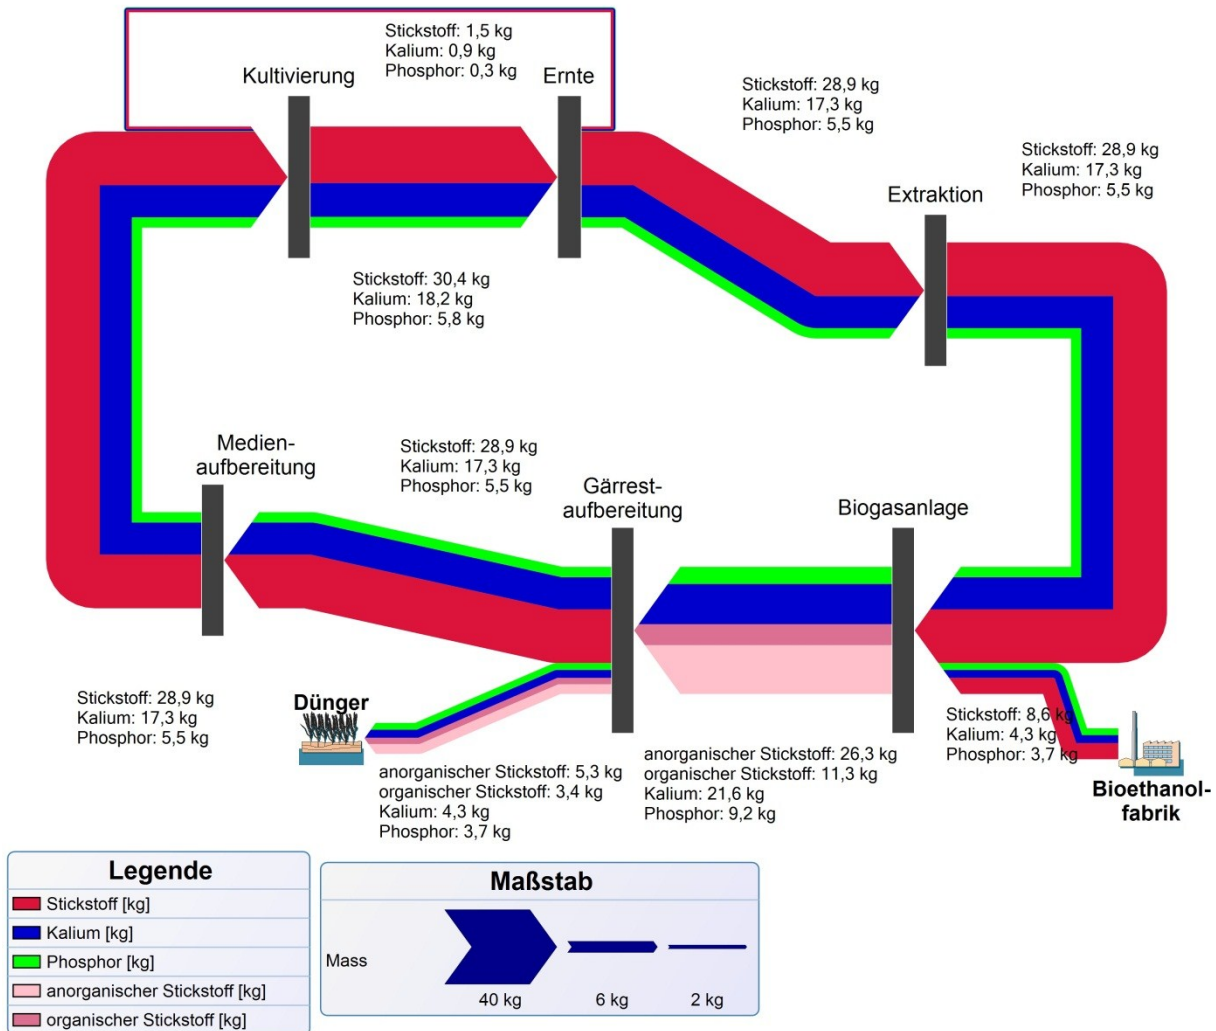 Stickstoff: 1,5 kg
Kalium: 0,9 kg
Phosphor: 0,3 kg
Kultivierung
Ernte
Stickstoff: 28,9 kg
Kalium: 17,3 kg
Phosphor: 5,5 kg
Stickstoff: 28,9 kg
Kalium: 17,3 kg
Phosphor: 5,5 kg
Extraktion
Stickstoff: 30,4 kg
Kalium: 18,2 kg
Phosphor: 5,8 kg
Medien-
aufbereitung
Stickstoff: 28,9 kg
Kalium: 17,3 kg
Phosphor: 5,5 kg
Gärrest-
aufbereitung
Biogasanlage
Stickstoff: 28,9 kg
Kalium: 17,3 kg
Phosphor: 5,5 kg
Dünger
anorganischer Stickstoff: 5,3 kg
organischer Stickstoff: 3,4 kg
Kalium: 4,3 kg
Phosphor: 3,7 kg
anorganischer Stickstoff: 26,3 kg
organischer Stickstoff: 11,3 kg
Kalium: 21,6 kg
Phosphor: 9,2 kg
Stickstoff: 8,6 kg
Kalium: 4,3 kg
Phosphor: 3,7 kg
Bioethanol-
fabrik
Legende
Stickstoff [kg]
Kalium [kg]
Phosphor [kg]
anorganischer Stickstoff [kg]
organischer Stickstoff [kg]
Maßstab
Mass
40 kg
6 kg
2 kg